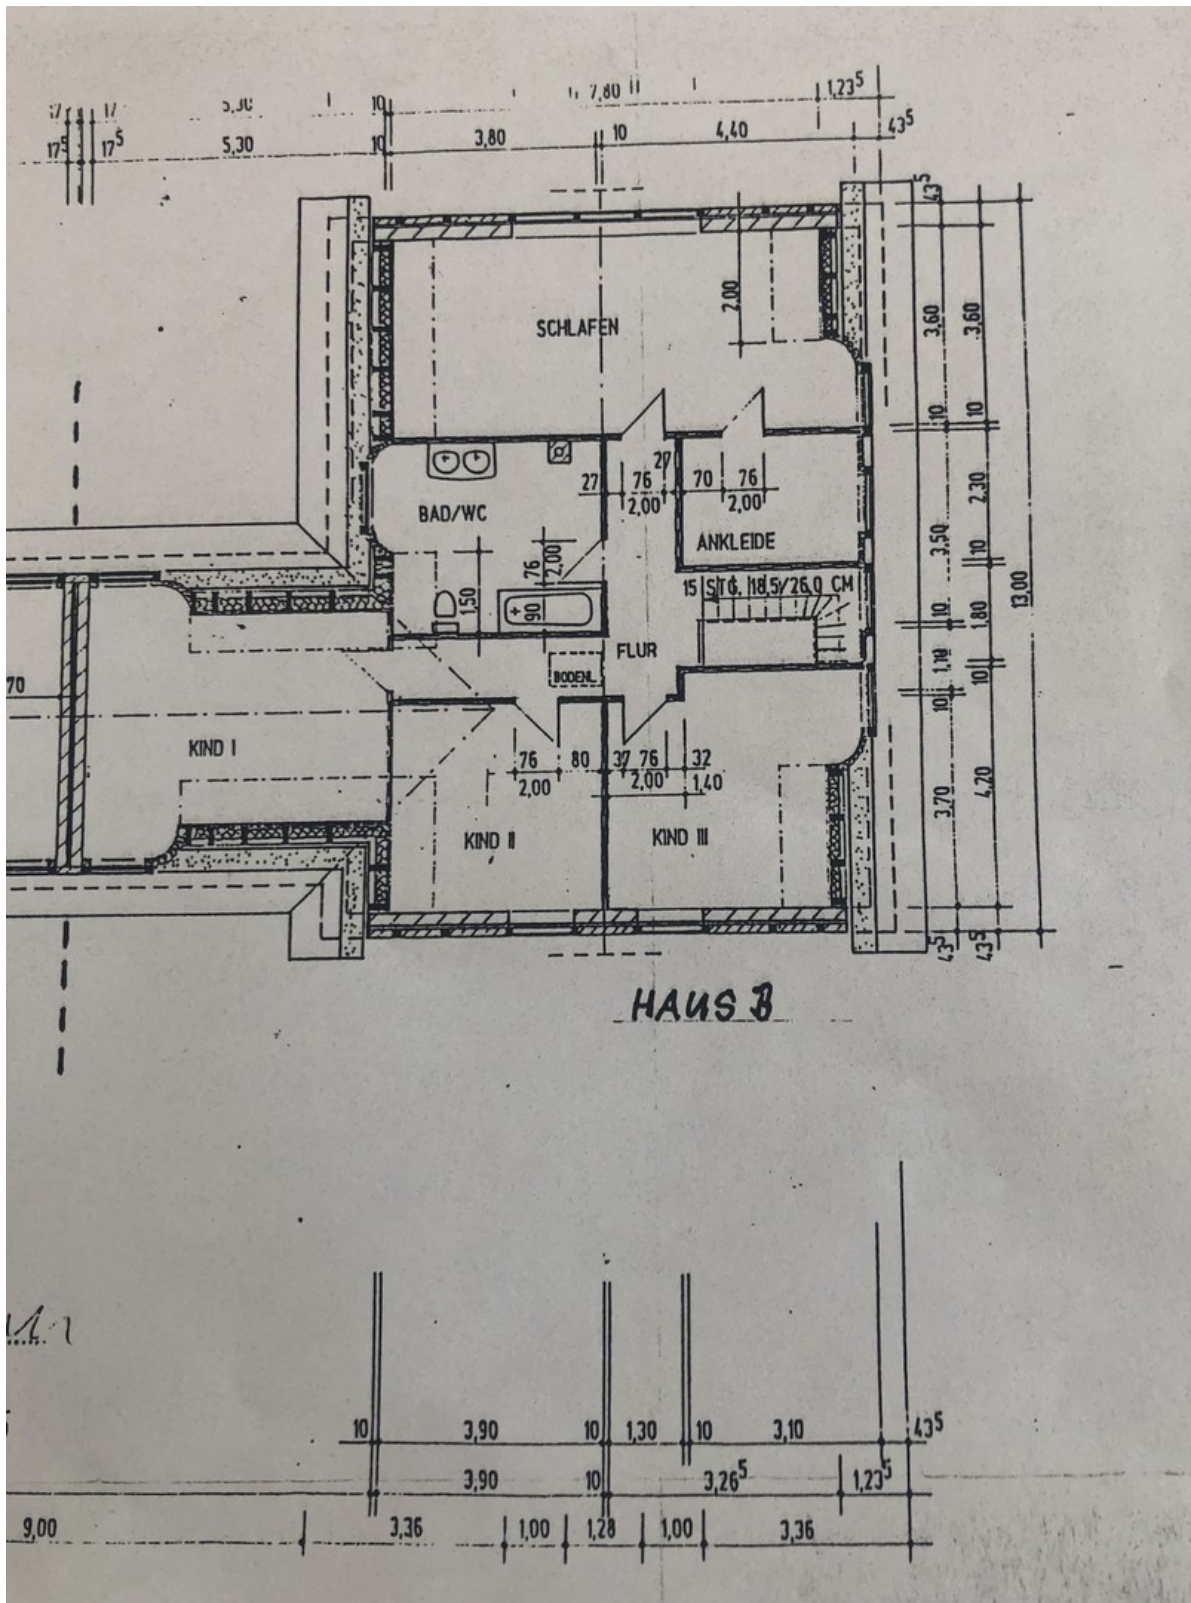 7,80 1,23⁵
17⁵ 17⁵ 5,30 10 3,80 10 4,40 43⁵
43⁵
3,60 3,60
2,00
SCHLAFEN
10 10
27 76 27 70 76
2,00 2,00
2,30
BAD/WC
ANKLEIDE
3,50
10
76
2,00
15 STG. 18,5/26,0 CM
1,50
90
13,00
10 1,80
FLUR
1,10 10
BODENL.
70
10
KIND I
76 80 37 76 32
2,00 2,00 1,40
3,70 4,20
KIND II
KIND III
43⁵ 43⁵
HAUS B
10 3,90 10 1,30 10 3,10 43⁵
3,90 10 3,26⁵ 1,23⁵
9,00 3,36 1,00 1,28 1,00 3,36